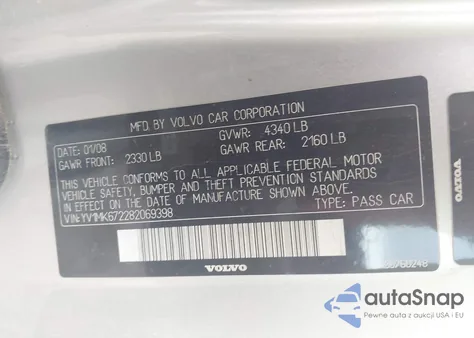 MFD.BY VOLVO CAR CORPORATION
DATE: 01/08 GVWR: 4340 LB
GAWR FRONT: 2330 LB GAWR REAR: 2160 LB
THIS VEHICLE CONFORMS TO ALL APPLICABLE FEDERAL MOTOR
VEHICLE SAFETY, BUMPER AND THEFT PREVENTION STANDARDS
IN EFFECT ON THE DATE OF MANUFACTURE SHOWN ABOVE.
VIN:YV1MK672282069398 TYPE: PASS CAR
VOLVO
autoSnap
Pewne auta z aukcji USA i EU